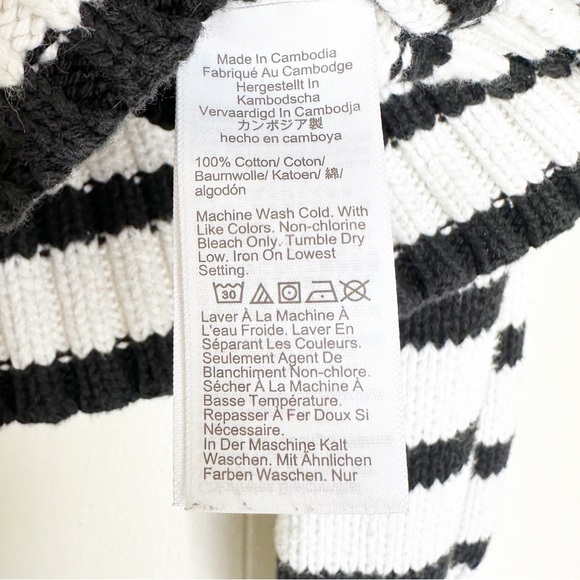 Made In Cambodia
Fabriqué Au Cambodge
Hergestellt In
Kambodscha
Vervaardigd In Cambodja
カンボジア製
hecho en camboya
100% Cotton/ Coton/
Baumwolle/ Katoen/ 綿/
algodón
Machine Wash Cold. With
Like Colors. Non-chlorine
Bleach Only. Tumble Dry
Low. Iron On Lowest
Setting.
30
Laver À La Machine À
L'eau Froide. Laver En
Séparant Les Couleurs.
Seulement Agent De
Blanchiment Non-chlore.
Sécher À La Machine À
Basse Température.
Repasser À Fer Doux Si
Nécessaire.
In Der Maschine Kalt
Waschen. Mit Ähnlichen
Farben Waschen. Nur